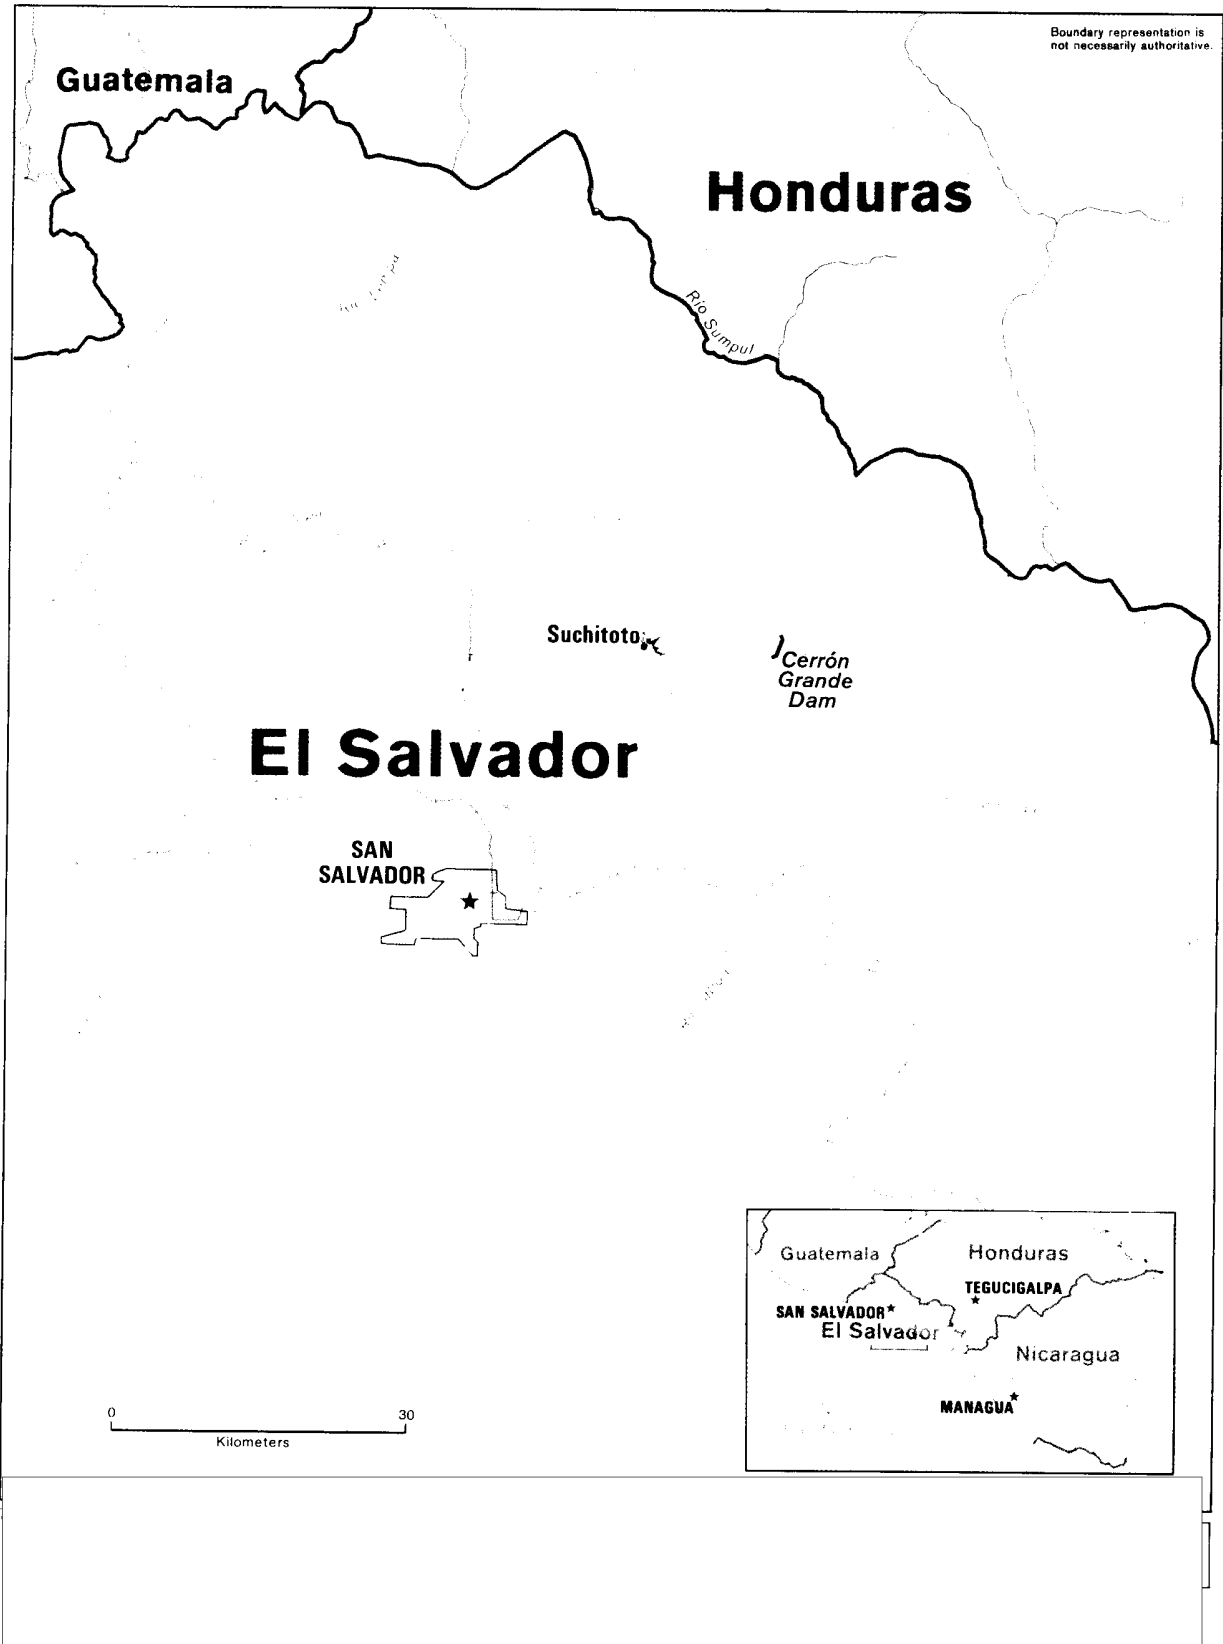 Boundary representation is
not necessarily authoritative.
Guatemala
Honduras
Río Sumpul
Suchitoto
Cerrón
Grande
Dam
El Salvador
SAN
SALVADOR
Guatemala
Honduras
TEGUCIGALPA
SAN SALVADOR
El Salvador
Nicaragua
MANAGUA
0 30
Kilometers